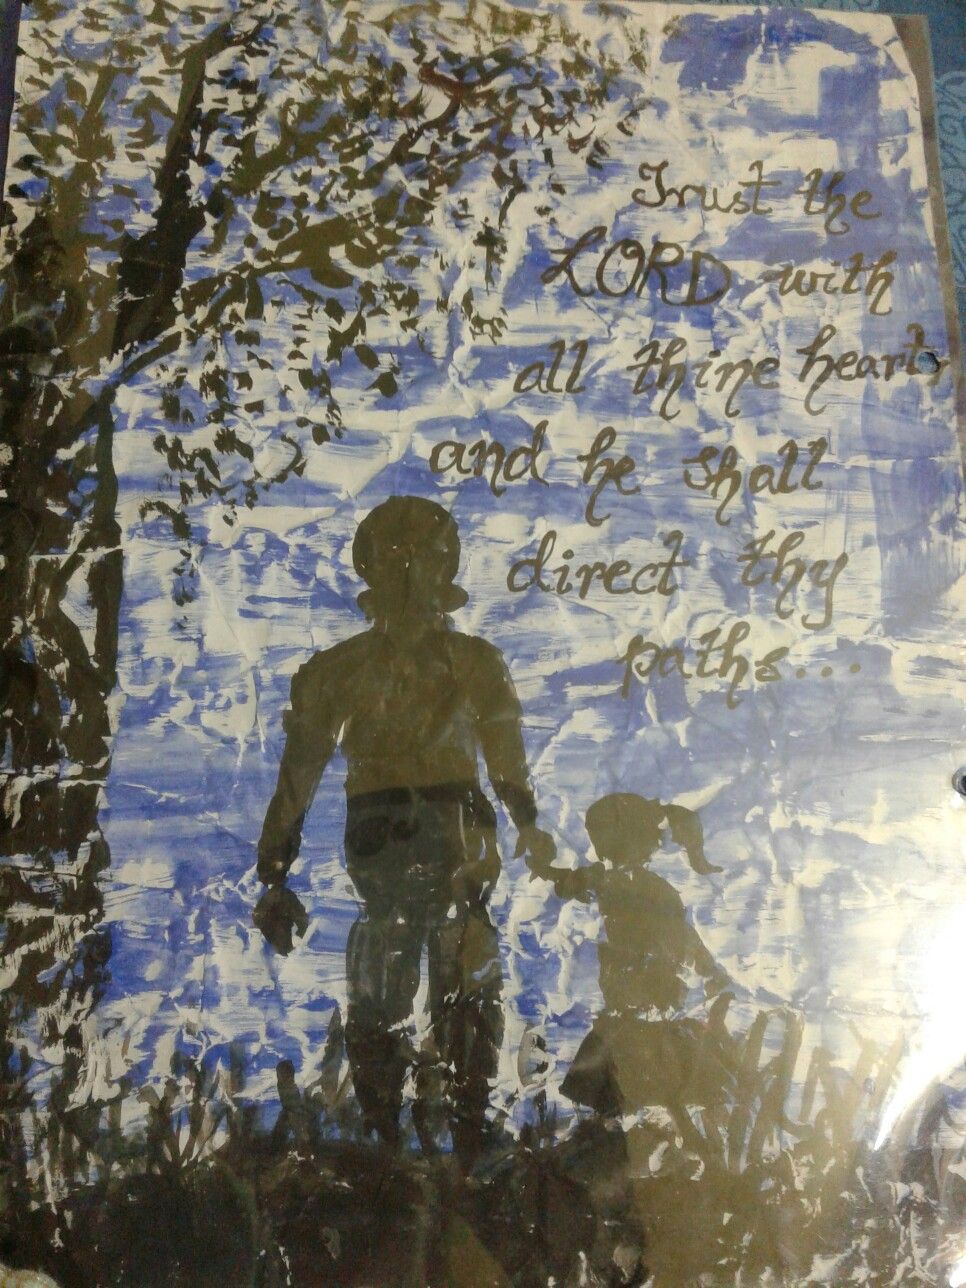 Trust the
LORD with
all thine heart
and he shall
direct thy
paths...